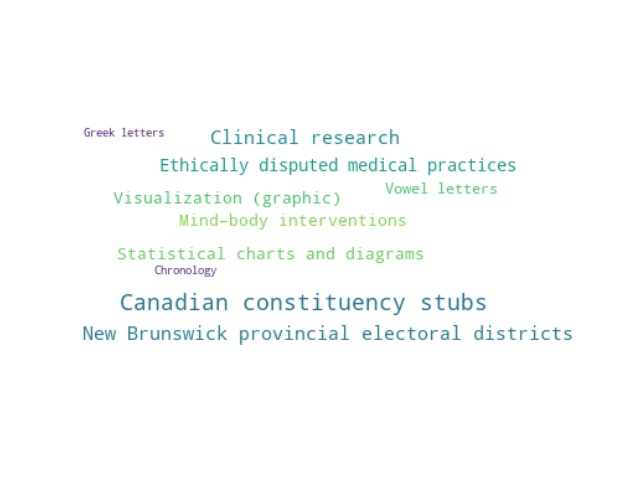 Greek letters
Clinical research
Ethically disputed medical practices
Vowel letters
Visualization (graphic)
Mind–body interventions
Statistical charts and diagrams
Chronology
Canadian constituency stubs
New Brunswick provincial electoral districts